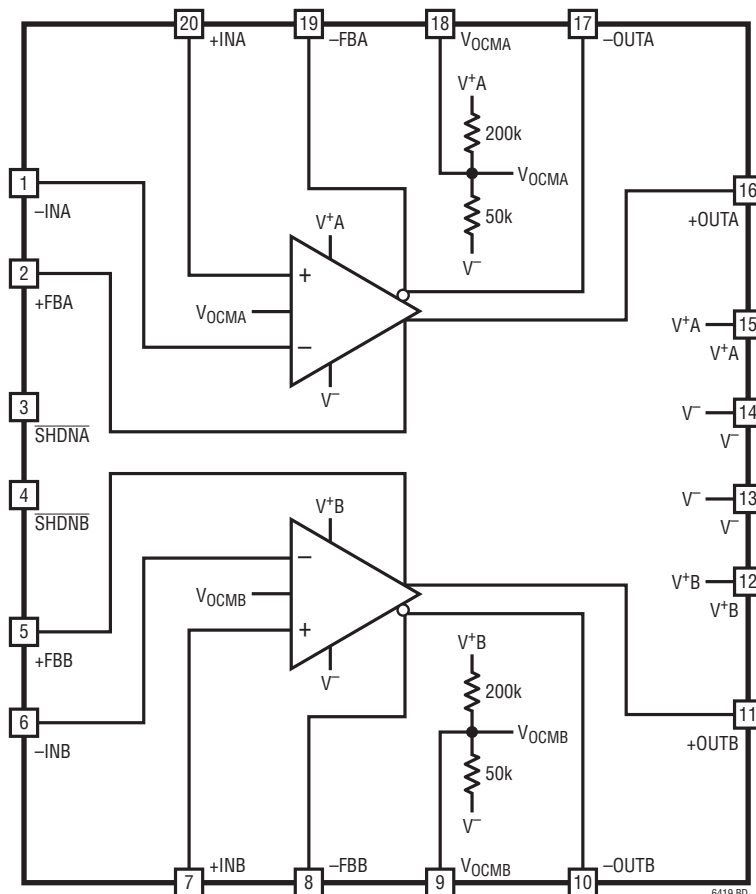 20 19 18 17
+INA –FBA VOCMA –OUTA
V+A
200k
VOCMA
50k
V–
1
–INA
16
+OUTA
V+A
+
VOCMA
–
V–
2
+FBA
15
V+A
V+A
3
SHDNA
14
V–
V–
4
SHDNB
13
V–
V–
V+B
–
VOCMB
+
V–
12
V+B
V+B
5
+FBB
V+B
200k
VOCMB
50k
V–
6
–INB
11
+OUTB
+INB –FBB VOCMB –OUTB
7 8 9 10
6419 BD